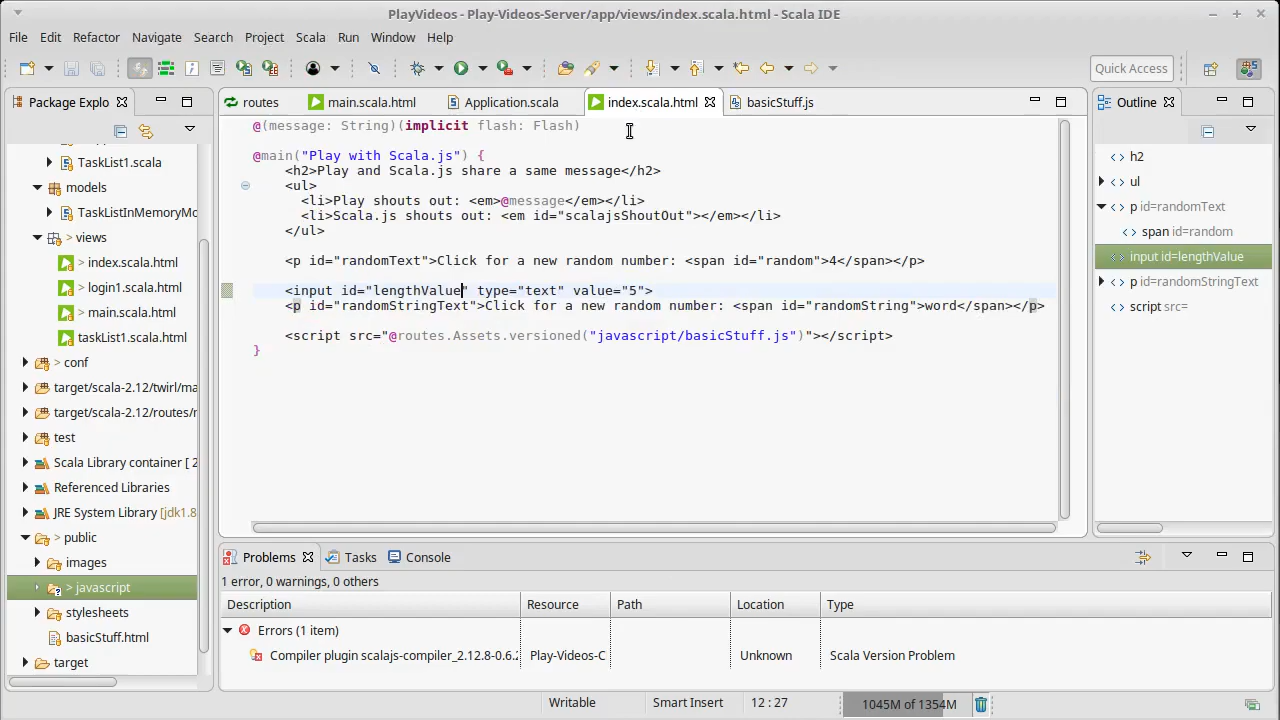 PlayVideos - Play-Videos-Server/app/views/index.scala.html - Scala IDE
File Edit Refactor Navigate Search Project Scala Run Window Help
Quick Access
Package Explo
TaskList1.scala
models
TaskListInMemoryMo
> views
index.scala.html
> login1.scala.html
> main.scala.html
taskList1.scala.html
> conf
target/scala-2.12/twirl/ma
target/scala-2.12/routes/r
test
Scala Library container [ 2
Referenced Libraries
JRE System Library [jdk1.8
> public
images
> javascript
stylesheets
basicStuff.html
target
routes main.scala.html Application.scala index.scala.html basicStuff.js
@(message: String)(implicit flash: Flash)
@main("Play with Scala.js") {
<h2>Play and Scala.js share a same message</h2>
<ul>
<li>Play shouts out: <em>@message</em></li>
<li>Scala.js shouts out: <em id="scalajsShoutOut"></em></li>
</ul>
<p id="randomText">Click for a new random number: <span id="random">4</span></p>
<input id="lengthValue" type="text" value="5">
<p id="randomStringText">Click for a new random number: <span id="randomString">word</span></p>
<script src="@routes.Assets.versioned("javascript/basicStuff.js")"></script>
}
Outline
h2
ul
p id=randomText
span id=random
input id=lengthValue
p id=randomStringText
script src=
Problems Tasks Console
1 error, 0 warnings, 0 others
Description Resource Path Location Type
Errors (1 item)
Compiler plugin scalajs-compiler_2.12.8-0.6.2 Play-Videos-C Unknown Scala Version Problem
Writable Smart Insert 12 : 27 1045M of 1354M